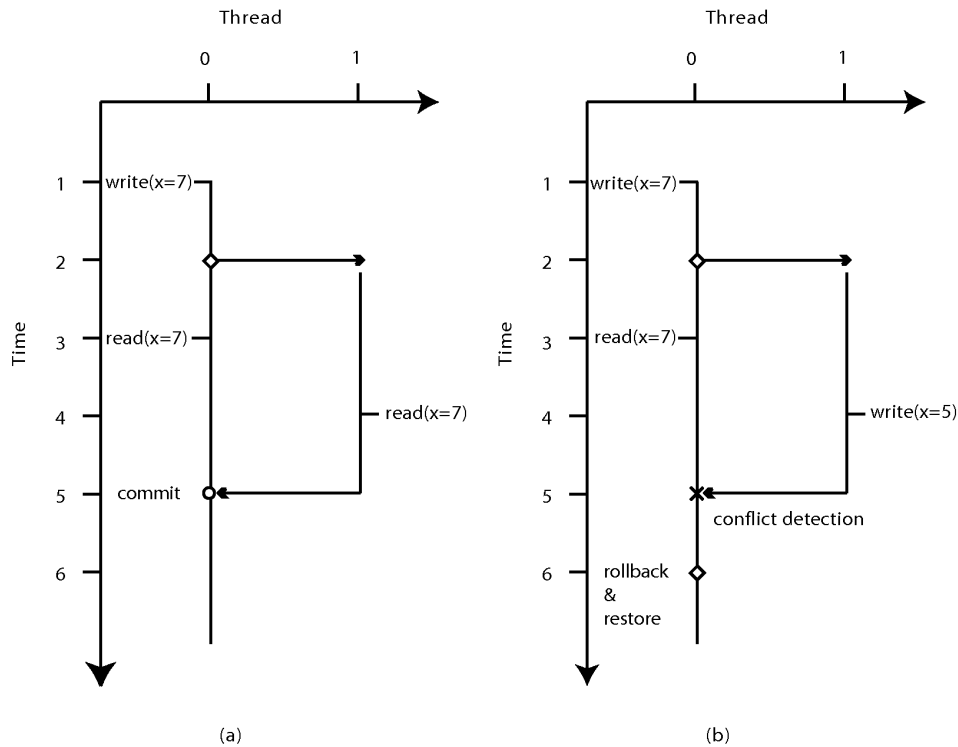 Thread
0 1
1 write(x=7)
2
3 read(x=7)
4 read(x=7)
5 commit
6
Time
(a)
Thread
0 1
1 write(x=7)
2
3 read(x=7)
4 write(x=5)
5
conflict detection
6 rollback
&
restore
Time
(b)